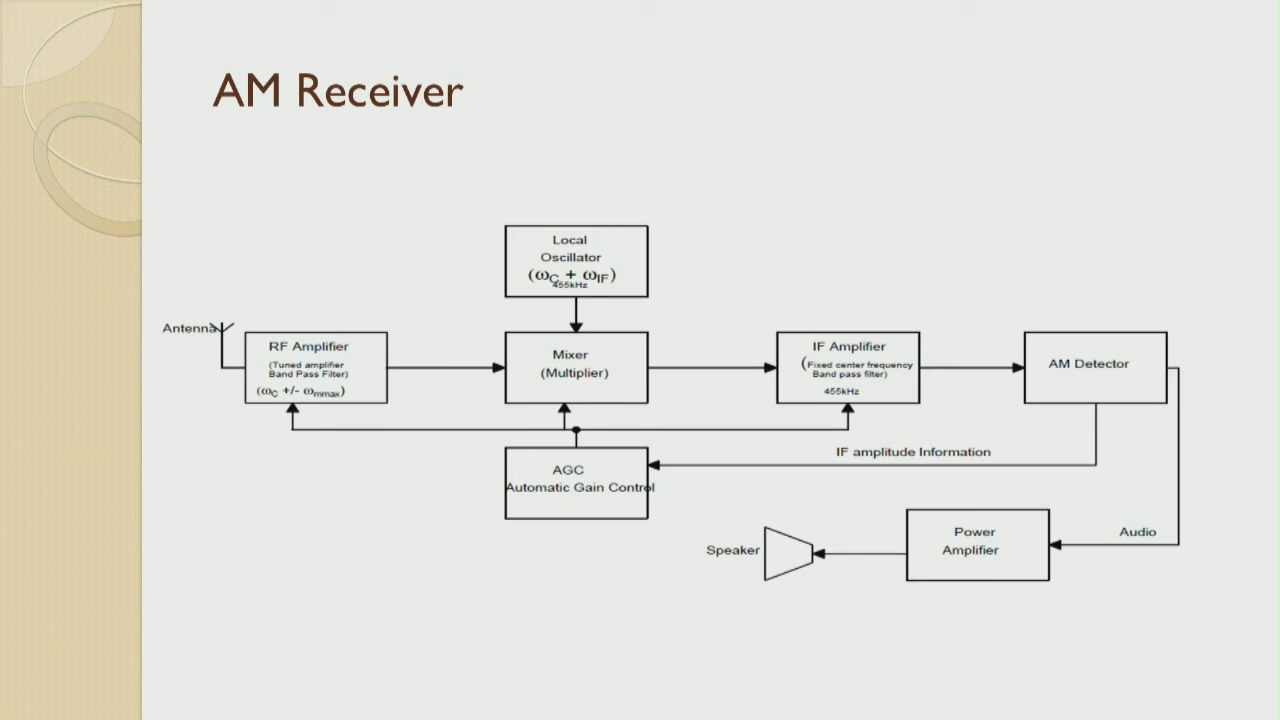 AM Receiver
Local
Oscillator
(ωC + ωIF)
455kHz
Antenna
RF Amplifier
(Tuned amplifier
Band Pass Filter)
(ωC +/- ωmmax)
Mixer
(Multiplier)
IF Amplifier
(Fixed center frequency
Band pass filter)
455kHz
AM Detector
AGC
Automatic Gain Control
IF amplitude Information
Speaker
Power
Amplifier
Audio